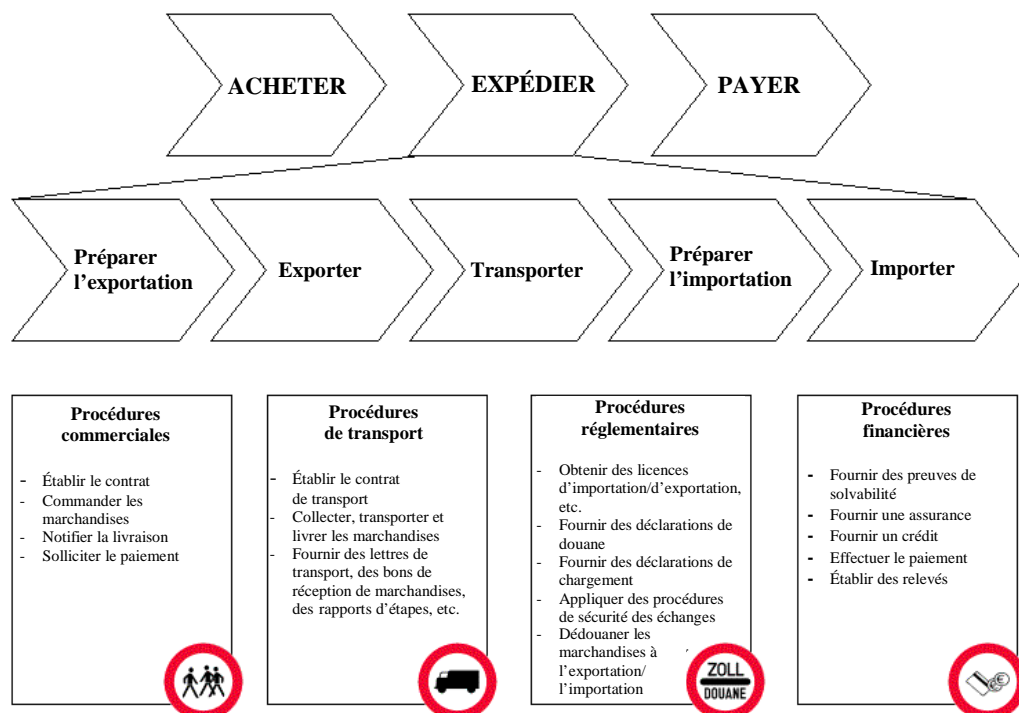 ACHETER
EXPÉDIER
PAYER
Préparer
l’exportation
Exporter
Transporter
Préparer
l’importation
Importer
Procédures
commerciales
- Établir le contrat
- Commander les
marchandises
- Notifier la livraison
- Solliciter le paiement
Procédures
de transport
- Établir le contrat
de transport
- Collecter, transporter et
livrer les marchandises
- Fournir des lettres de
transport, des bons de
réception de marchandises,
des rapports d’étapes, etc.
Procédures
réglementaires
- Obtenir des licences
d’importation/d’exportation,
etc.
- Fournir des déclarations de
douane
- Fournir des déclarations de
chargement
- Appliquer des procédures
de sécurité des échanges
- Dédouaner les
marchandises à
l’exportation/
l’importation
ZOLL
DOUANE
Procédures
financières
- Fournir des preuves de
solvabilité
- Fournir une assurance
- Fournir un crédit
- Effectuer le paiement
- Établir des relevés